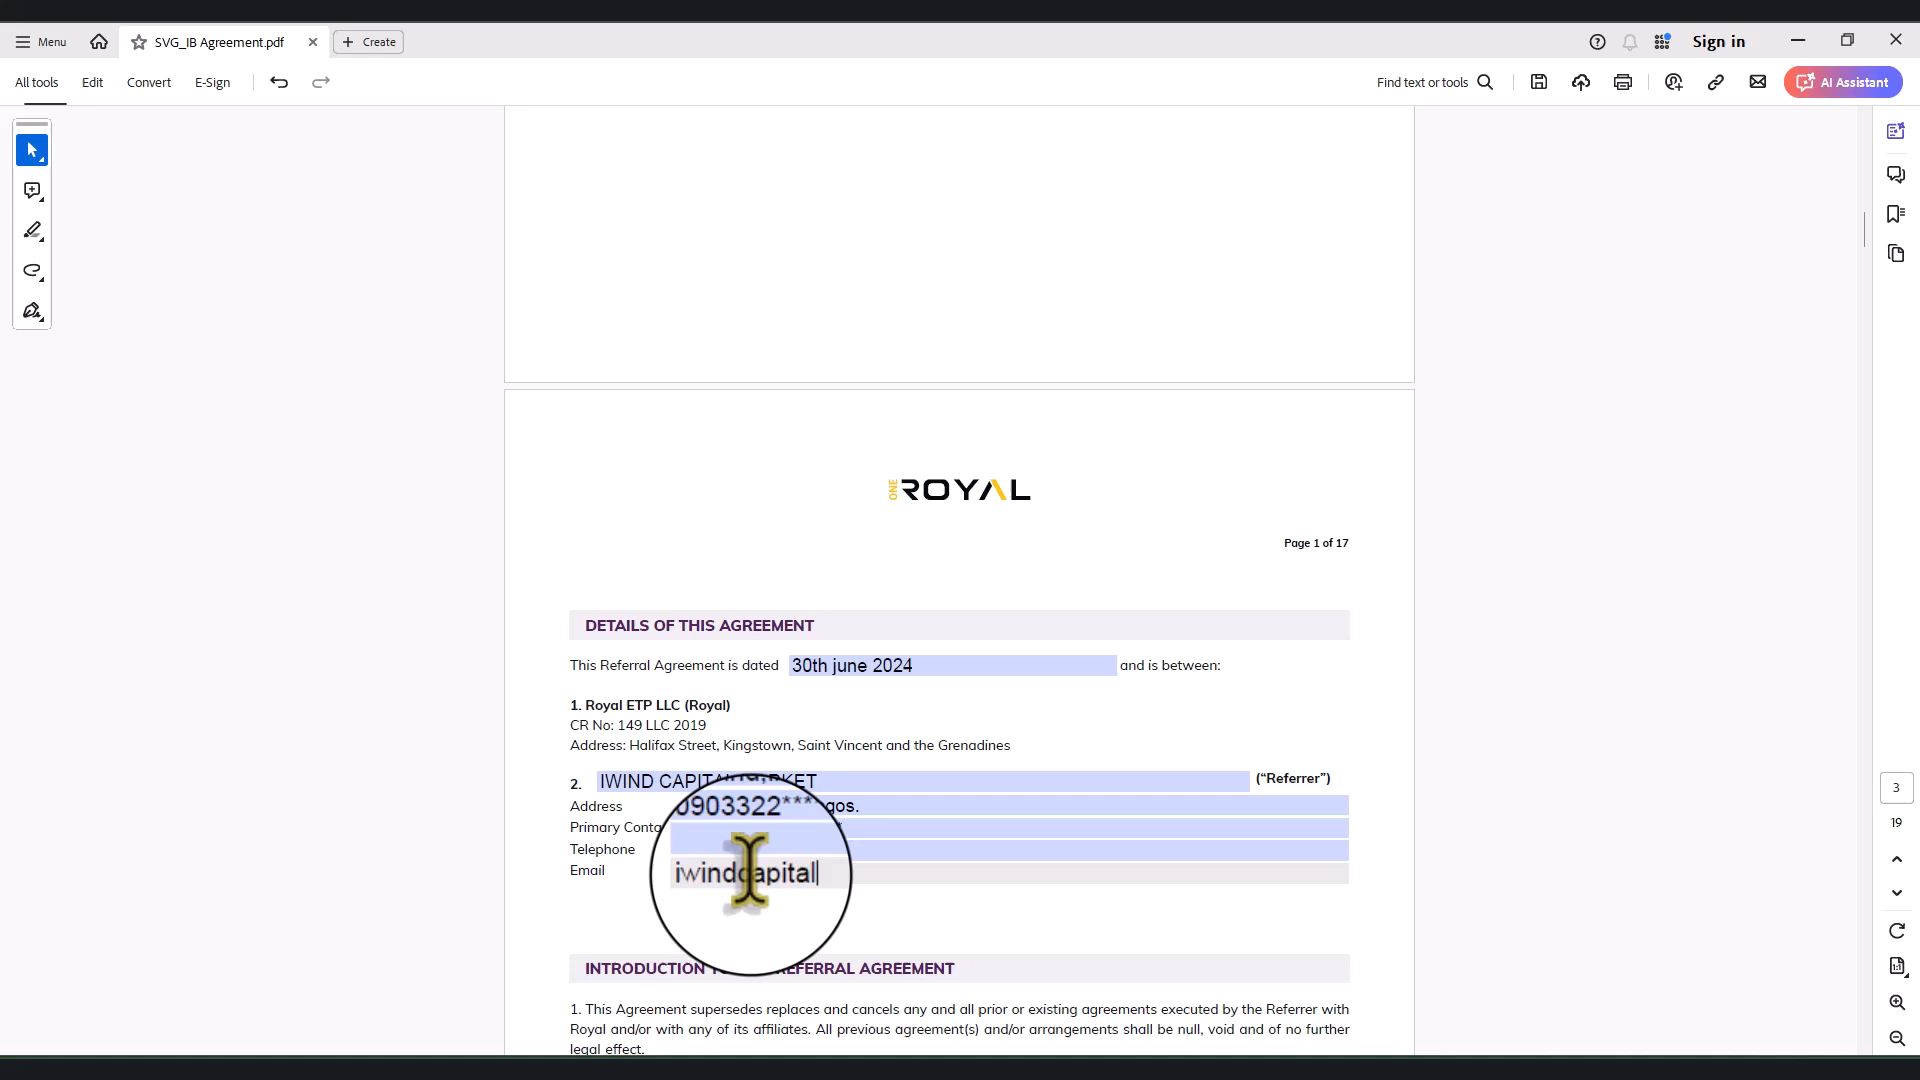 Menu
SVG_IB Agreement.pdf
Create
Sign in
All tools
Edit
Convert
E-Sign
Find text or tools
AI Assistant
ONE ROYAL
Page 1 of 17
DETAILS OF THIS AGREEMENT
This Referral Agreement is dated 30th june 2024 and is between:
1. Royal ETP LLC (Royal)
CR No: 149 LLC 2019
Address: Halifax Street, Kingstown, Saint Vincent and the Grenadines
2. IWIND (“Referrer”)
Address
0903322****
Primary
Telephone
Email iwindcapital
INTRODUCTION REFERRAL AGREEMENT
1. This Agreement supersedes replaces and cancels any and all prior or existing agreements executed by the Referrer with
Royal and/or with any of its affiliates. All previous agreement(s) and/or arrangements shall be null, void and of no further
legal effect.
3
19